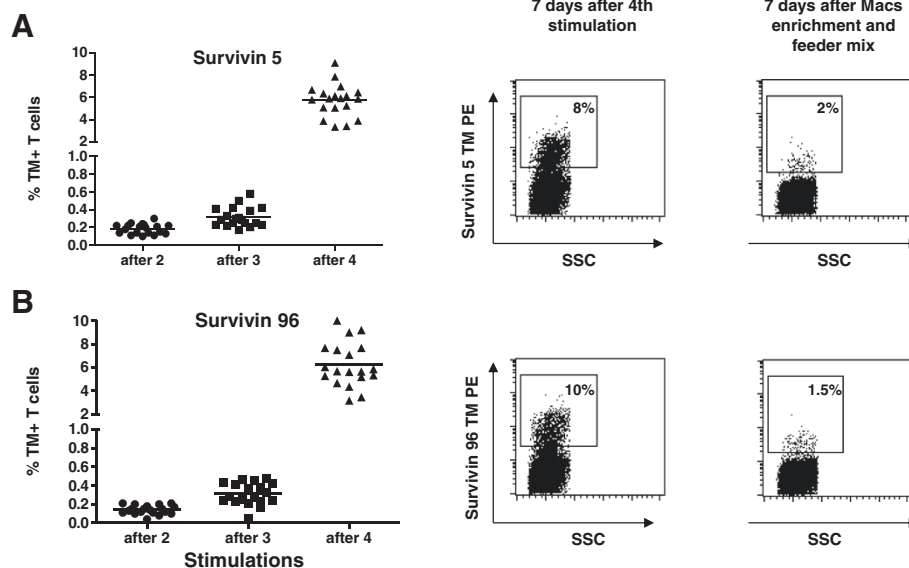 A
Survivin 5
% TM+ T cells
10
8
6
4
2
1.0
0.8
0.6
0.4
0.2
0.0
after 2
after 3
after 4
7 days after 4th
stimulation
Survivin 5 TM PE
8%
SSC
7 days after Macs
enrichment and
feeder mix
2%
SSC
B
Survivin 96
% TM+ T cells
10
8
6
4
2
1.0
0.8
0.6
0.4
0.2
0.0
after 2
after 3
after 4
Stimulations
Survivin 96 TM PE
10%
SSC
1.5%
SSC